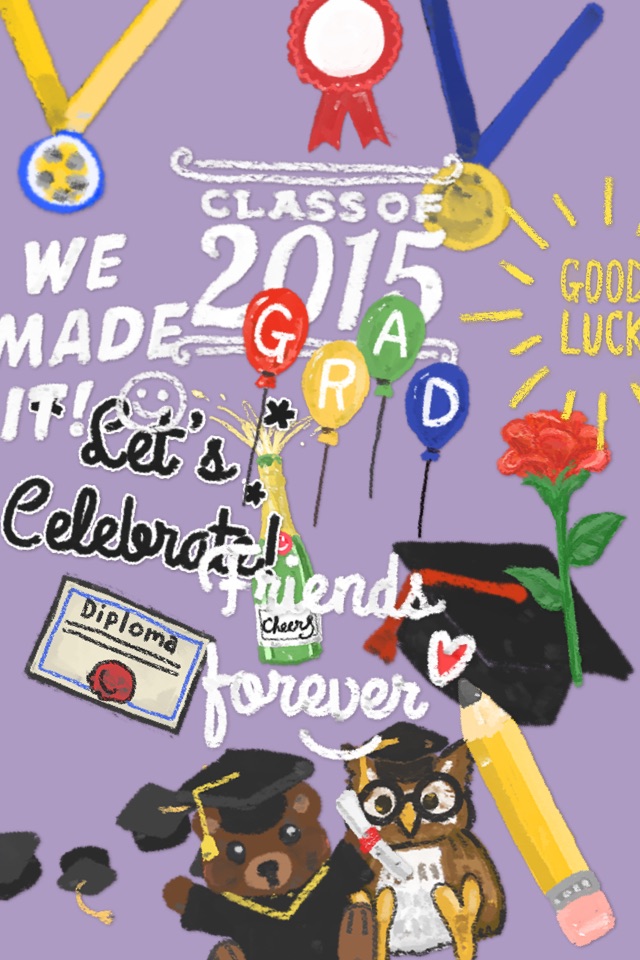 CLASS OF
2015
WE
MADE
IT!
GOOD
LUCK
G
R
A
D
Let's
Celebrate!
Cheers
Friends
forever
Diploma